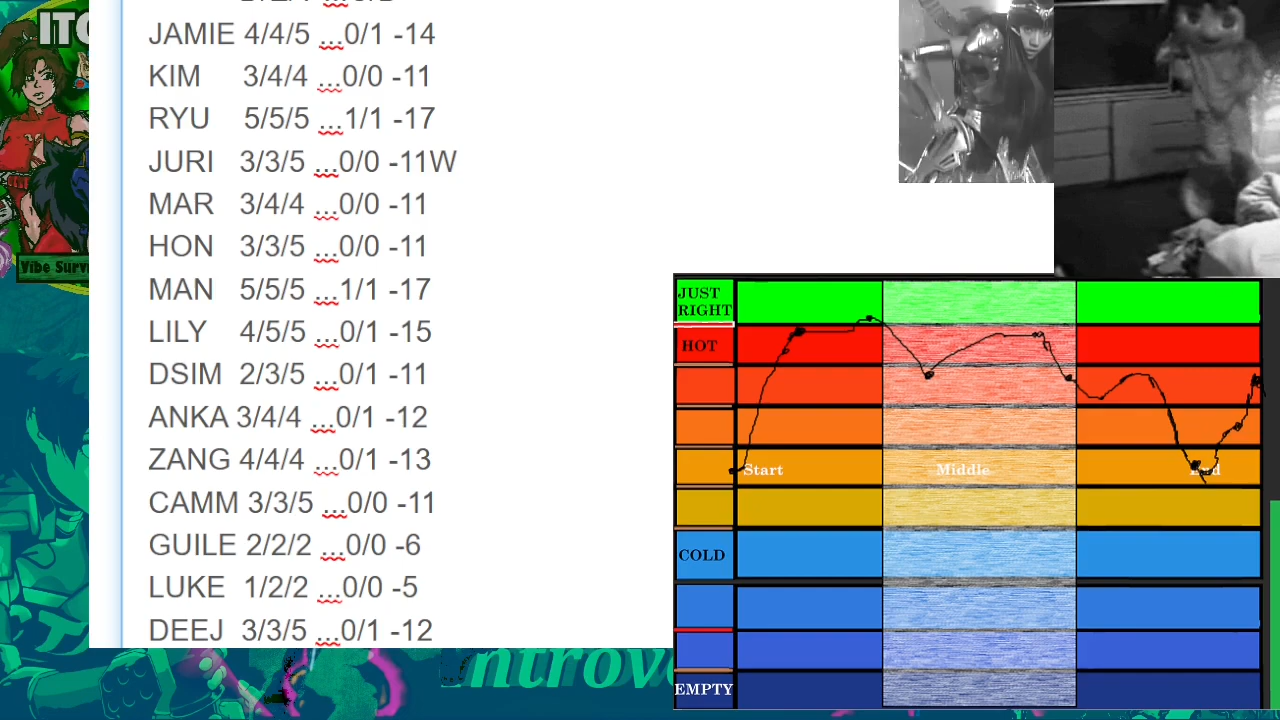 ITC
JAMIE 4/4/5 ...0/1 -14
KIM 3/4/4 ...0/0 -11
RYU 5/5/5 ...1/1 -17
JURI 3/3/5 ...0/0 -11W
MAR 3/4/4 ...0/0 -11
HON 3/3/5 ...0/0 -11
MAN 5/5/5 ...1/1 -17
LILY 4/5/5 ...0/1 -15
DSIM 2/3/5 ...0/1 -11
ANKA 3/4/4 ...0/1 -12
ZANG 4/4/4 ...0/1 -13
CAMM 3/3/5 ...0/0 -11
GUILE 2/2/2 ...0/0 -6
LUKE 1/2/2 ...0/0 -5
DEEJ 3/3/5 ...0/1 -12
Vibe Surv
JUST
RIGHT
HOT
Start Middle End
COLD
EMPTY
ntrove